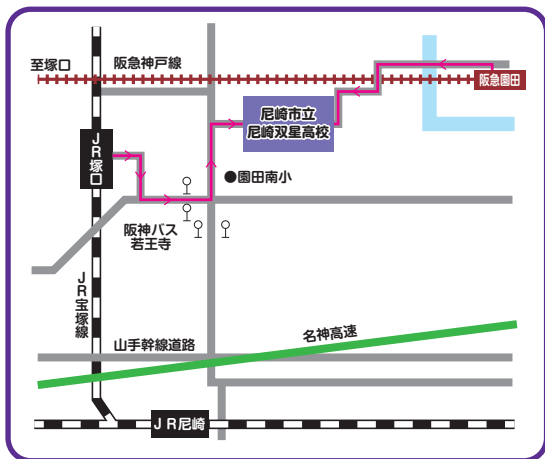 至塚口
阪急神戸線
阪急園田
尼崎市立
尼崎双星高校
JR塚口
●園田南小
阪神バス
若王寺
JR宝塚線
山手幹線道路
名神高速
JR尼崎